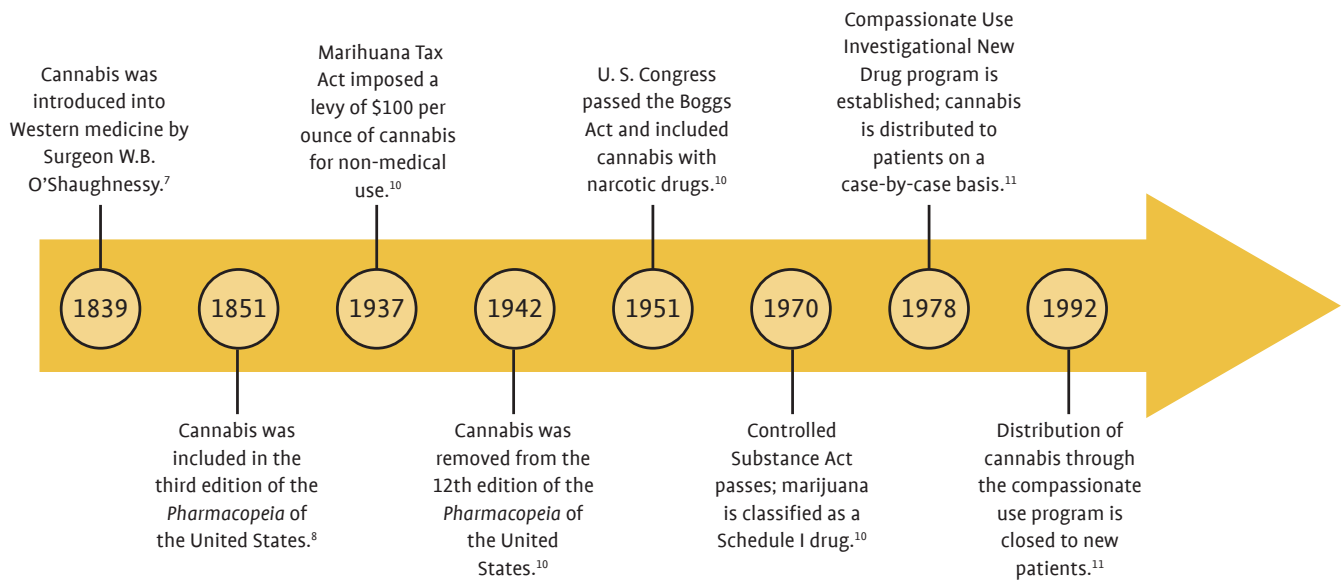 Cannabis was
introduced into
Western medicine by
Surgeon W.B.
O’Shaughnessy.⁷
Marihuana Tax
Act imposed a
levy of $100 per
ounce of cannabis
for non-medical
use.¹⁰
U. S. Congress
passed the Boggs
Act and included
cannabis with
narcotic drugs.¹⁰
Compassionate Use
Investigational New
Drug program is
established; cannabis
is distributed to
patients on a
case-by-case basis.¹¹
1839
1851
1937
1942
1951
1970
1978
1992
Cannabis was
included in the
third edition of the
Pharmacopeia of
the United States.⁸
Cannabis was
removed from the
12th edition of the
Pharmacopeia of
the United
States.¹⁰
Controlled
Substance Act
passes; marijuana
is classified as a
Schedule I drug.¹⁰
Distribution of
cannabis through
the compassionate
use program is
closed to new
patients.¹¹